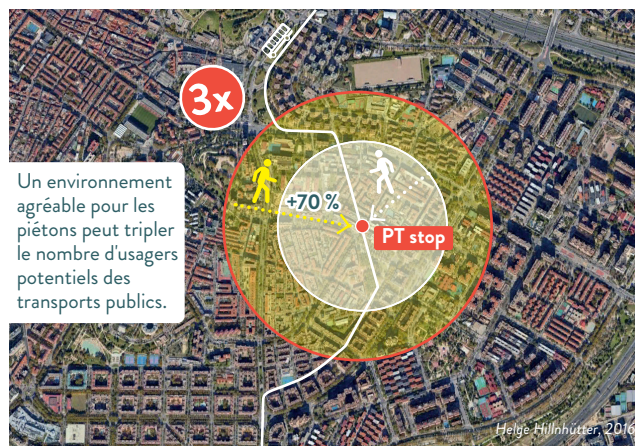 3x
Un environnement
agréable pour les
piétons peut tripler
le nombre d'usagers
potentiels des
transports publics.
+70 %
PT stop
Helge Hillnhütter, 2016